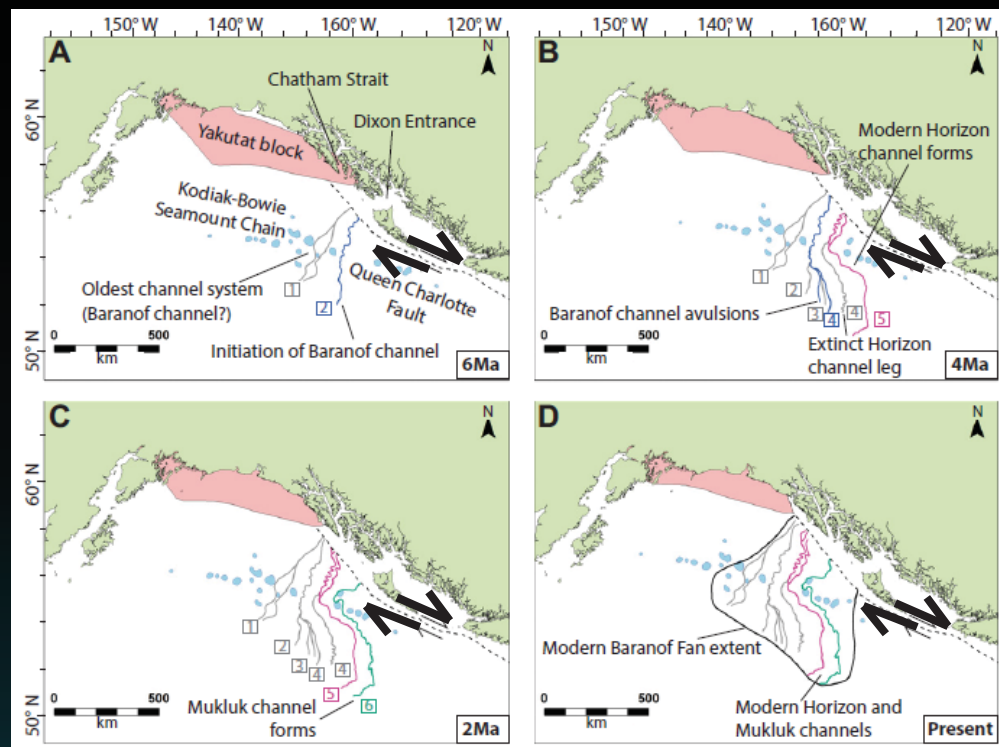 150°W 140°W 160°W 120°W
A
N
Chatham Strait
Dixon Entrance
Yakutat block
60°N
Kodiak-Bowie
Seamount Chain
Oldest channel system
(Baranof channel?)
1
2
Queen Charlotte
Fault
Initiation of Baranof channel
0 500
km
50°N
6Ma
150°W 140°W 160°W 120°W
B
N
Modern Horizon
channel forms
1
2
3
4
4
5
Baranof channel avulsions
Extinct Horizon
channel leg
0 500
km
4Ma
C
N
60°N
1
2
3
4
4
5
6
Mukluk channel
forms
0 500
km
50°N
2Ma
D
N
Modern Baranof Fan extent
Modern Horizon and
Mukluk channels
0 500
km
Present